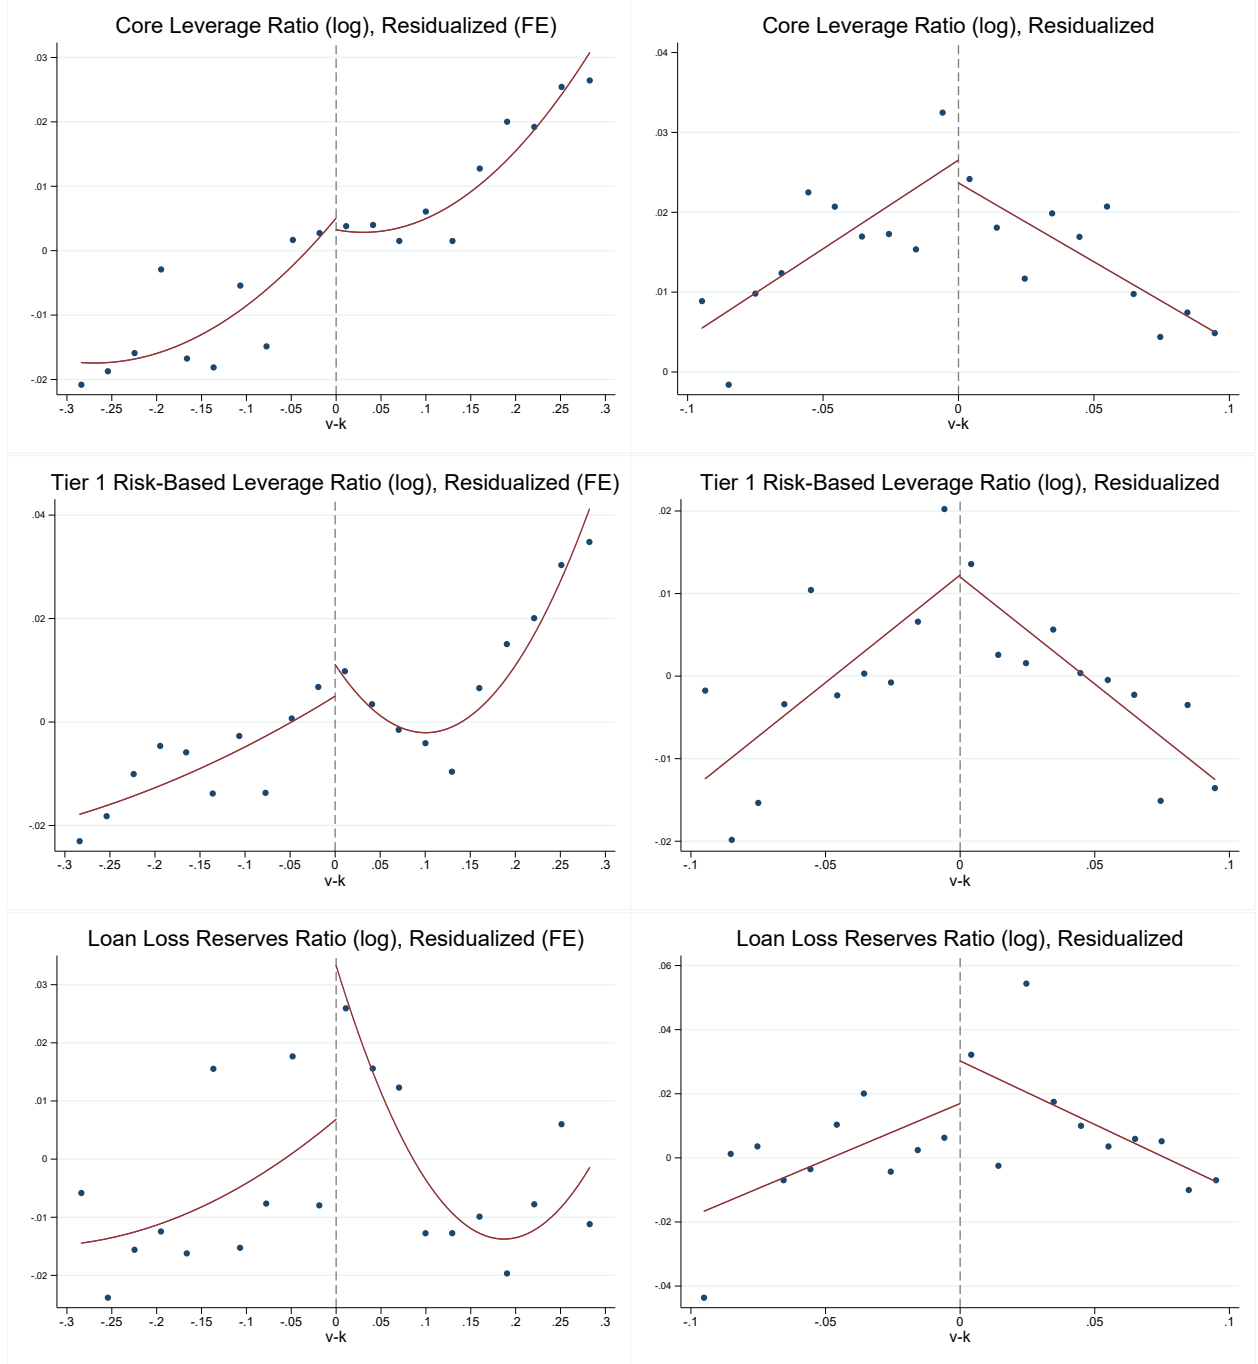 Core Leverage Ratio (log), Residualized (FE)
.03
.02
.01
0
-.01
-.02
-.3 -.25 -.2 -.15 -.1 -.05 0 .05 .1 .15 .2 .25 .3
v-k
Core Leverage Ratio (log), Residualized
.04
.03
.02
.01
0
-.1 -.05 0 .05 .1
v-k
Tier 1 Risk-Based Leverage Ratio (log), Residualized (FE)
.04
.02
0
-.02
-.3 -.25 -.2 -.15 -.1 -.05 0 .05 .1 .15 .2 .25 .3
v-k
Tier 1 Risk-Based Leverage Ratio (log), Residualized
.02
.01
0
-.01
-.02
-.1 -.05 0 .05 .1
v-k
Loan Loss Reserves Ratio (log), Residualized (FE)
.03
.02
.01
0
-.01
-.02
-.3 -.25 -.2 -.15 -.1 -.05 0 .05 .1 .15 .2 .25 .3
v-k
Loan Loss Reserves Ratio (log), Residualized
.06
.04
.02
0
-.02
-.04
-.1 -.05 0 .05 .1
v-k